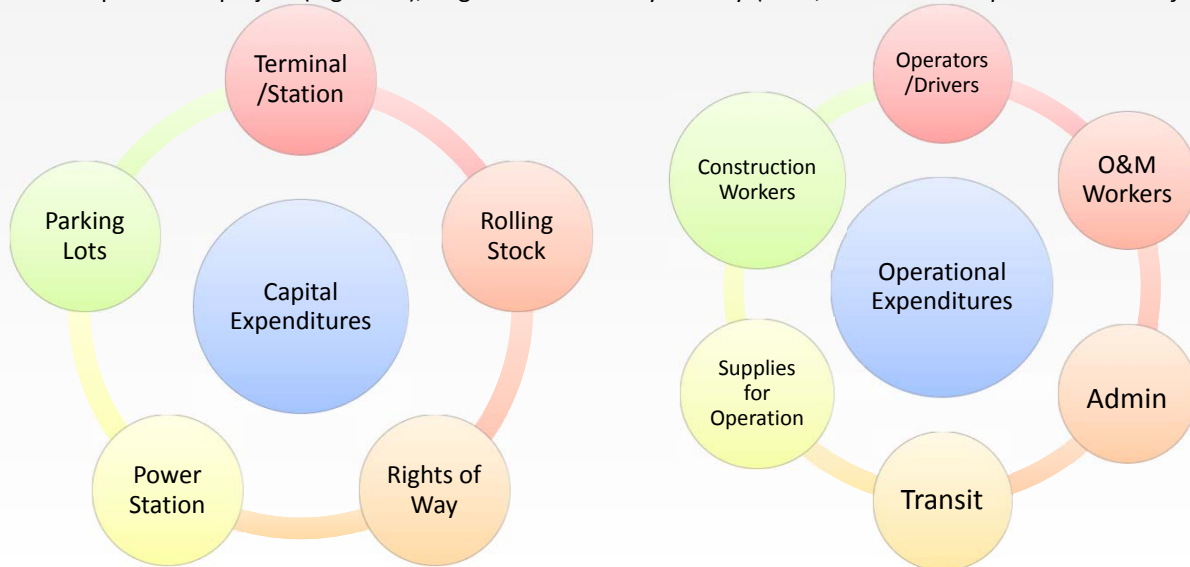 Terminal
/Station
Rolling
Stock
Rights of
Way
Power
Station
Parking
Lots
Capital
Expenditures
Operators
/Drivers
O&M
Workers
Admin
Transit
Supplies
for
Operation
Construction
Workers
Operational
Expenditures